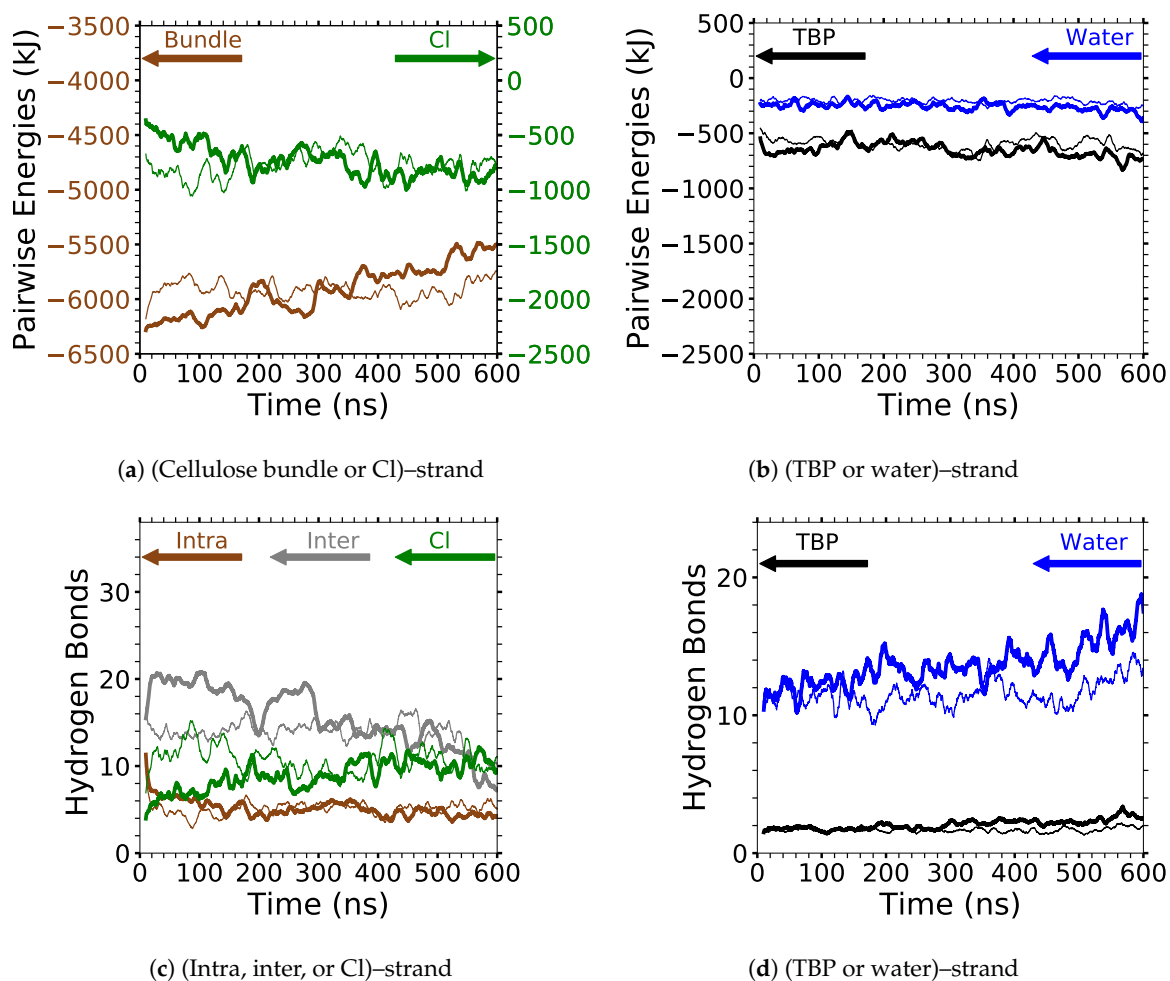 Pairwise Energies (kJ)
−3500
−4000
−4500
−5000
−5500
−6000
−6500
Bundle
Cl
500
0
−500
−1000
−1500
−2000
−2500
0 100 200 300 400 500 600
Time (ns)
(a) (Cellulose bundle or Cl)–strand
Pairwise Energies (kJ)
500
0
−500
−1000
−1500
−2000
−2500
TBP
Water
0 100 200 300 400 500 600
Time (ns)
(b) (TBP or water)–strand
Hydrogen Bonds
30
20
10
0
Intra
Inter
Cl
0 100 200 300 400 500 600
Time (ns)
(c) (Intra, inter, or Cl)–strand
Hydrogen Bonds
20
10
0
TBP
Water
0 100 200 300 400 500 600
Time (ns)
(d) (TBP or water)–strand